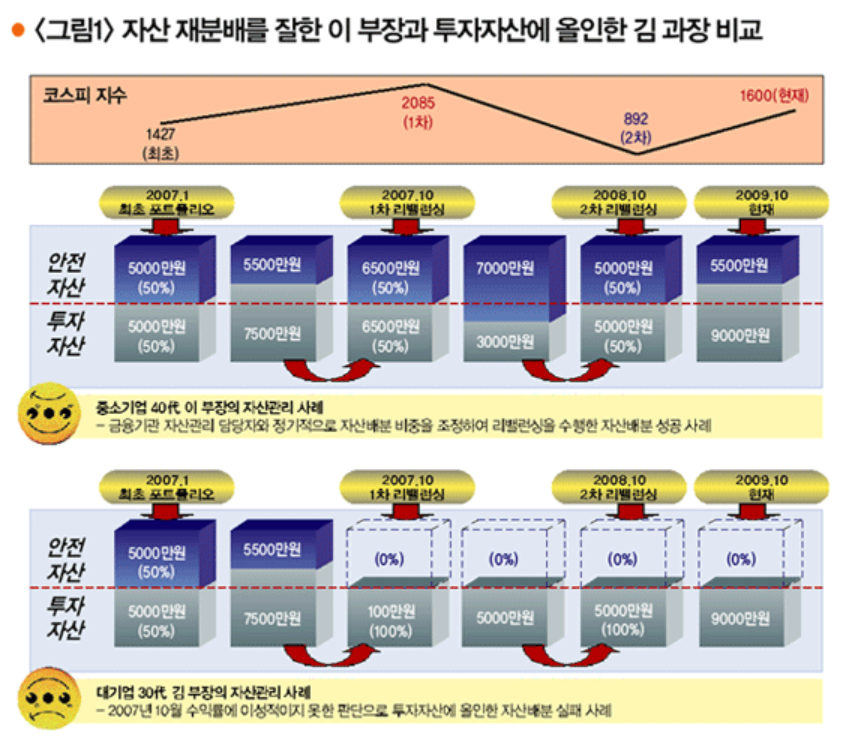 • <그림1> 자산 재분배를 잘한 이 부장과 투자자산에 올인한 김 과장 비교
코스피 지수
1427
(최초)
2085
(1차)
892
(2차)
1600(현재)
2007.1
최초 포트폴리오
2007.10
1차 리밸런싱
2008.10
2차 리밸런싱
2009.10
현재
안전
자산
5000만원
(50%)
5500만원
6500만원
(50%)
7000만원
5000만원
(50%)
5500만원
투자
자산
5000만원
(50%)
7500만원
6500만원
(50%)
3000만원
5000만원
(50%)
9000만원
중소기업 40代 이 부장의 자산관리 사례
– 금융기관 자산관리 담당자와 정기적으로 자산배분 비중을 조정하여 리밸런싱을 수행한 자산배분 성공 사례
2007.1
최초 포트폴리오
2007.10
1차 리밸런싱
2008.10
2차 리밸런싱
2009.10
현재
안전
자산
5000만원
(50%)
5500만원
(0%)
(0%)
(0%)
(0%)
투자
자산
5000만원
(50%)
7500만원
100만원
(100%)
5000만원
5000만원
(100%)
9000만원
대기업 30代 김 부장의 자산관리 사례
– 2007년 10월 수익률에 이성적이지 못한 판단으로 투자자산에 올인한 자산배분 실패 사례